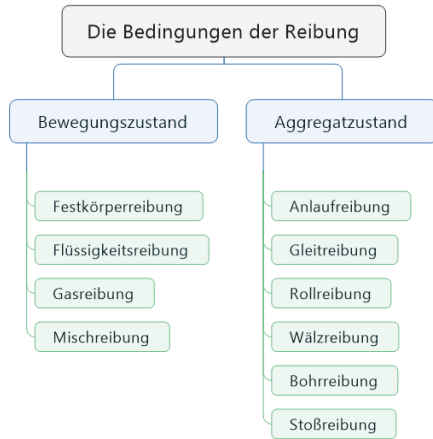 Die Bedingungen der Reibung
Bewegungszustand
Festkörperreibung
Flüssigkeitsreibung
Gasreibung
Mischreibung
Aggregatzustand
Anlaufreibung
Gleitreibung
Rollreibung
Wälzreibung
Bohrreibung
Stoßreibung